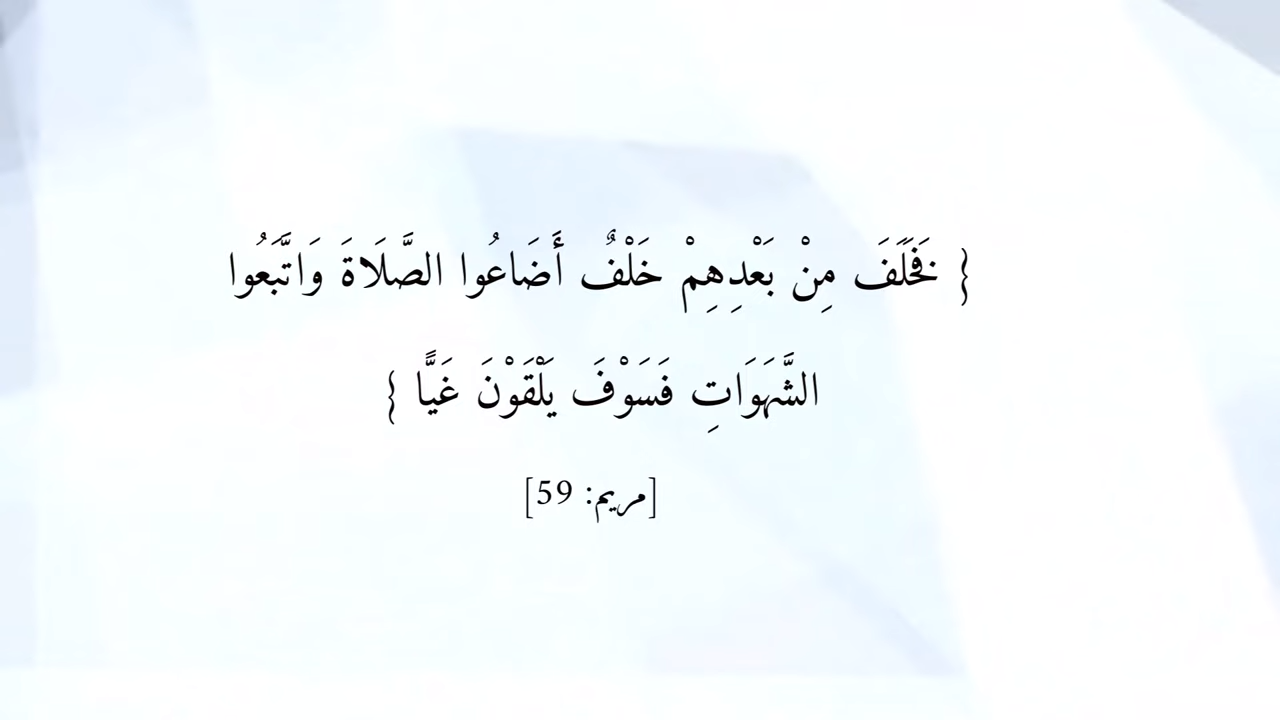 { فَخَلَفَ مِنْ بَعْدِهِمْ خَلْفٌ أَضَاعُوا الصَّلَاةَ وَاتَّبَعُوا
الشَّهَوَاتِ فَسَوْفَ يَلْقَوْنَ غَيًّا }
[مريم: 59]